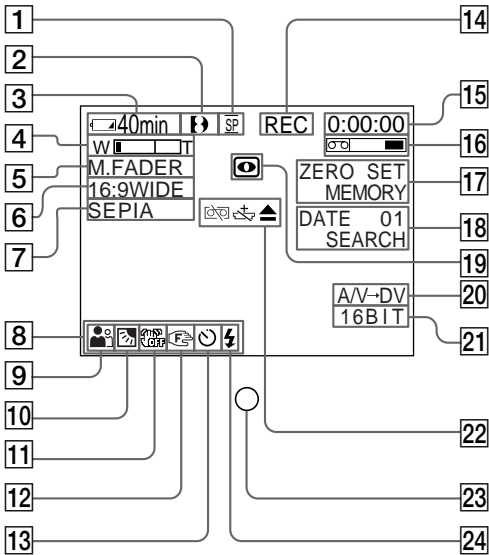 1
14
2
3
15
40min SP REC 0:00:00
4
W T
16
5
M.FADER
ZERO SET
MEMORY
17
6
16:9WIDE
7
SEPIA
DATE 01
SEARCH
18
19
A/V→DV
20
16BIT
21
8
OFF
F
9
10
11
22
12
23
13
24